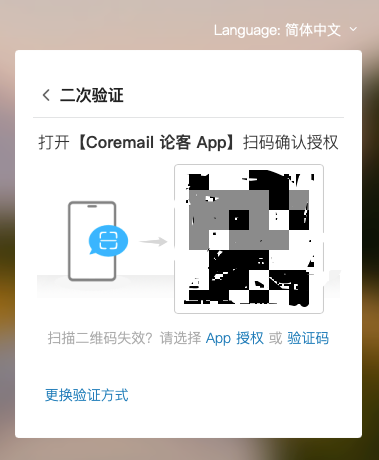 Language: 简体中文
二次验证
打开【Coremail 论客 App】扫码确认授权
扫描二维码失效？请选择 App 授权 或 验证码
更换验证方式